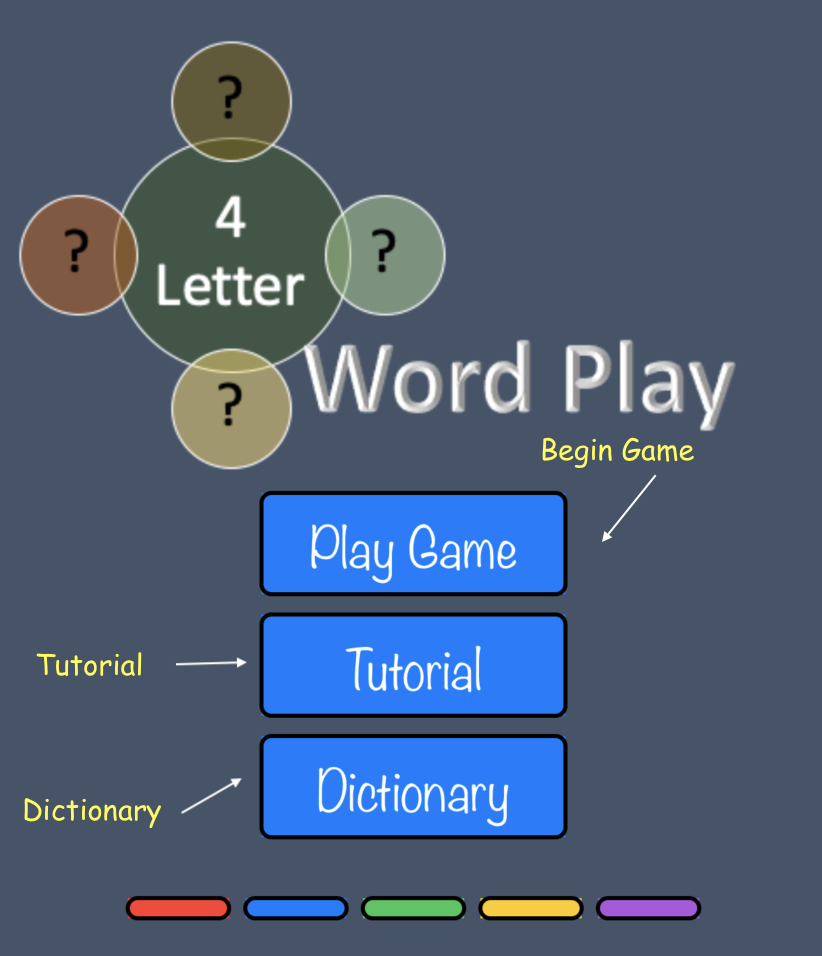 ?
4
? Letter ?
?
Word Play
Begin Game
Play Game
Tutorial
Tutorial
Dictionary
Dictionary